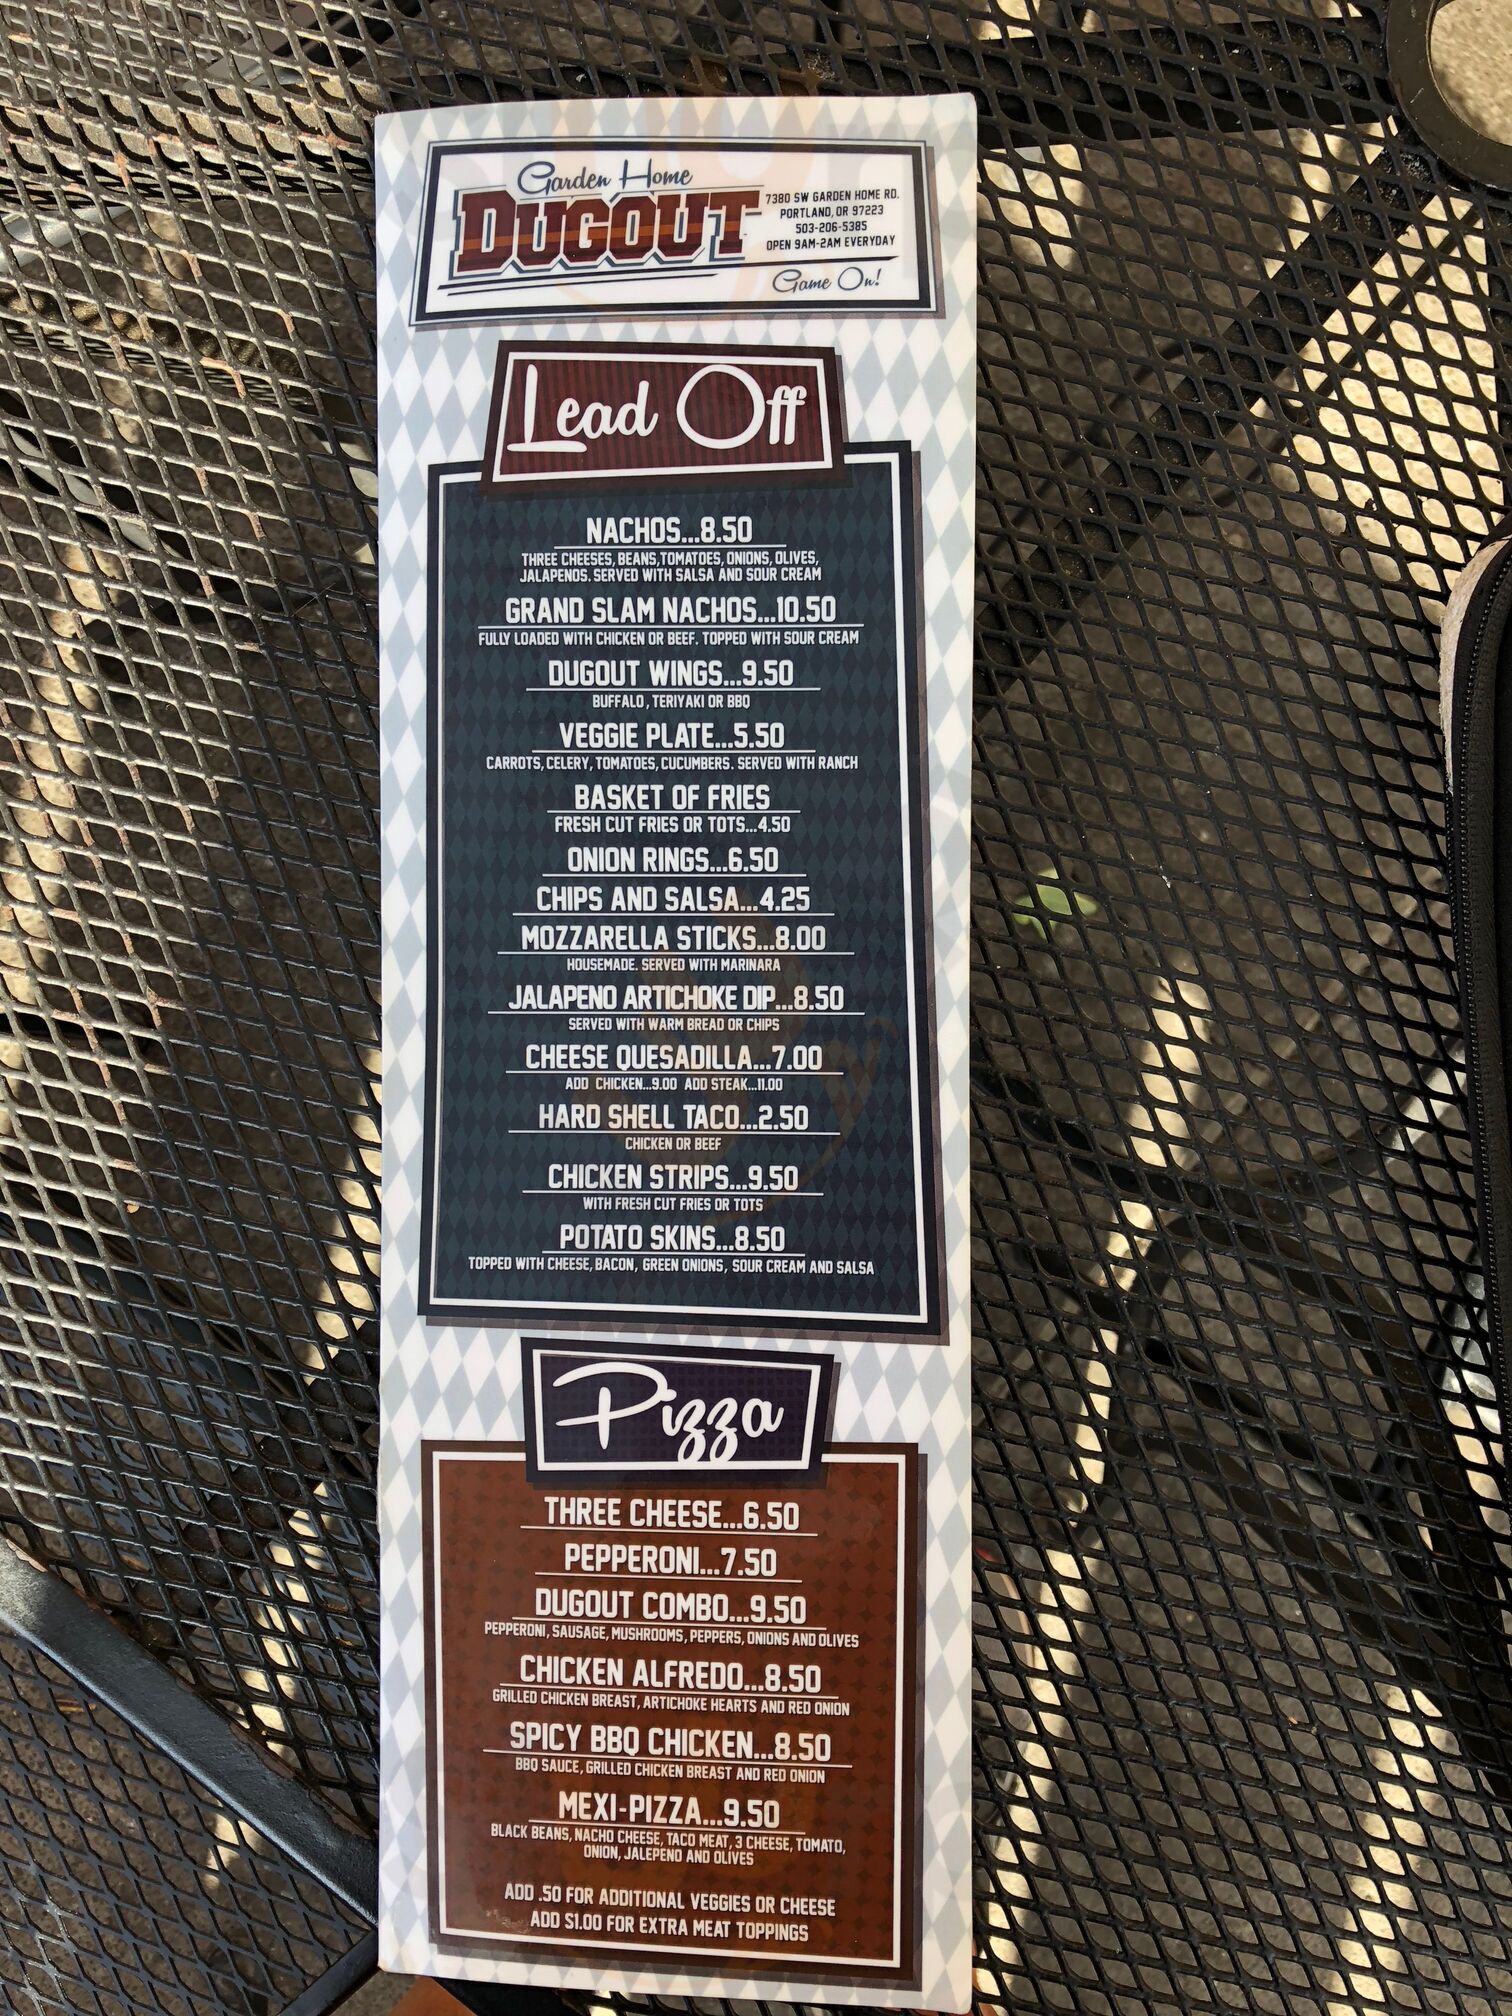 Garden Home
DUGOUT
7380 SW GARDEN HOME RD.
PORTLAND, OR 97223
503-206-5385
OPEN 9AM-2AM EVERYDAY
Game On!
Lead Off
NACHOS...8.50
THREE CHEESES, BEANS, TOMATOES, ONIONS, OLIVES,
JALAPENOS. SERVED WITH SALSA AND SOUR CREAM
GRAND SLAM NACHOS...10.50
FULLY LOADED WITH CHICKEN OR BEEF. TOPPED WITH SOUR CREAM
DUGOUT WINGS...9.50
BUFFALO, TERIYAKI OR BBQ
VEGGIE PLATE...5.50
CARROTS, CELERY, TOMATOES, CUCUMBERS. SERVED WITH RANCH
BASKET OF FRIES
FRESH CUT FRIES OR TOTS...4.50
ONION RINGS...6.50
CHIPS AND SALSA...4.25
MOZZARELLA STICKS...8.00
HOUSEMADE. SERVED WITH MARINARA
JALAPENO ARTICHOKE DIP...8.50
SERVED WITH WARM BREAD OR CHIPS
CHEESE QUESADILLA...7.00
ADD CHICKEN...9.00 ADD STEAK...11.00
HARD SHELL TACO...2.50
CHICKEN OR BEEF
CHICKEN STRIPS...9.50
WITH FRESH CUT FRIES OR TOTS
POTATO SKINS...8.50
TOPPED WITH CHEESE, BACON, GREEN ONIONS, SOUR CREAM AND SALSA
Pizza
THREE CHEESE...6.50
PEPPERONI...7.50
DUGOUT COMBO...9.50
PEPPERONI, SAUSAGE, MUSHROOMS, PEPPERS, ONIONS AND OLIVES
CHICKEN ALFREDO...8.50
GRILLED CHICKEN BREAST, ARTICHOKE HEARTS AND RED ONION
SPICY BBQ CHICKEN...8.50
BBQ SAUCE, GRILLED CHICKEN BREAST AND RED ONION
MEXI-PIZZA...9.50
BLACK BEANS, NACHO CHEESE, TACO MEAT, 3 CHEESE, TOMATO,
ONION, JALEPENO AND OLIVES
ADD .50 FOR ADDITIONAL VEGGIES OR CHEESE
ADD $1.00 FOR EXTRA MEAT TOPPINGS